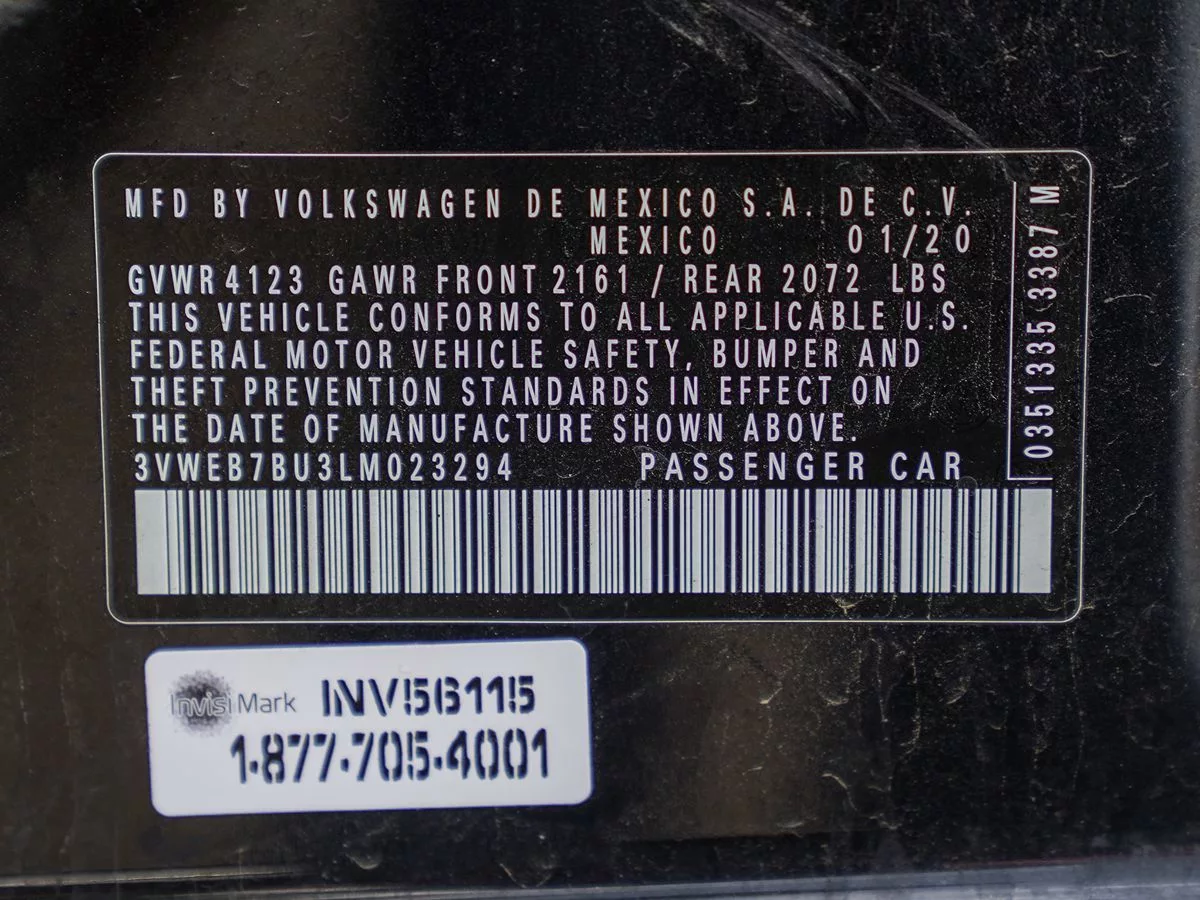 MFD BY VOLKSWAGEN DE MEXICO S.A. DE C.V.
MEXICO 01/20
GVWR 4123 GAWR FRONT 2161 / REAR 2072 LBS
THIS VEHICLE CONFORMS TO ALL APPLICABLE U.S.
FEDERAL MOTOR VEHICLE SAFETY, BUMPER AND
THEFT PREVENTION STANDARDS IN EFFECT ON
THE DATE OF MANUFACTURE SHOWN ABOVE.
3VWEB7BU3LM023294 PASSENGER CAR
0351335 3387 M
InvisiMark INV56115
1-877-705-4001